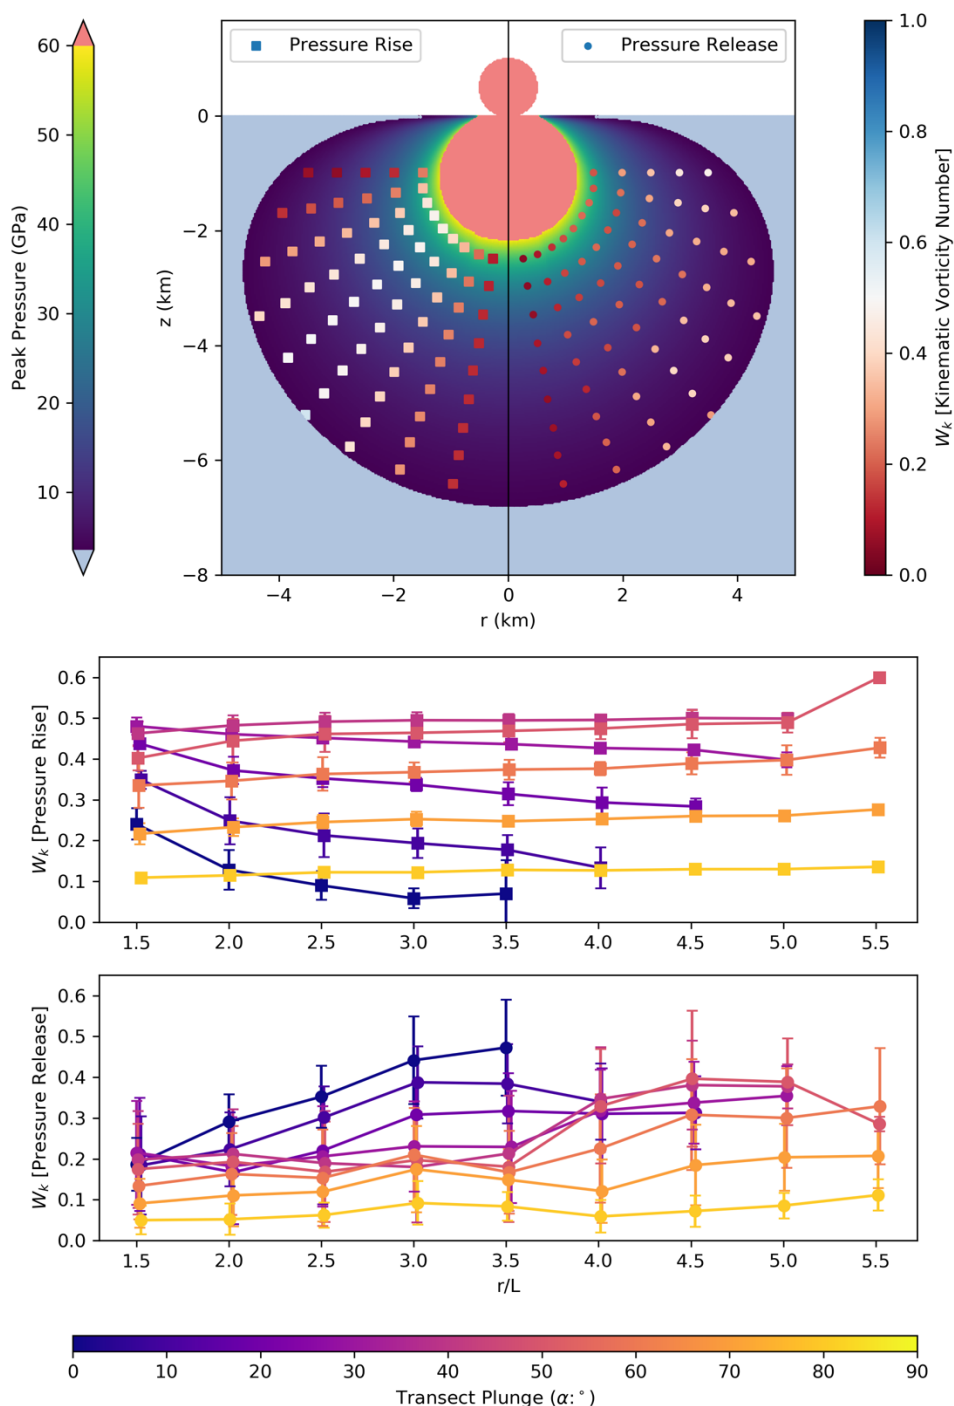 Pressure Rise
Pressure Release
60
50
40
30
20
10
Peak Pressure (GPa)
0
−2
−4
−6
−8
z (km)
−4 −2 0 2 4
r (km)
1.0
0.8
0.6
0.4
0.2
0.0
Wk [Kinematic Vorticity Number]
0.6
0.5
0.4
0.3
0.2
0.1
0.0
Wk [Pressure Rise]
1.5 2.0 2.5 3.0 3.5 4.0 4.5 5.0 5.5
0.6
0.5
0.4
0.3
0.2
0.1
0.0
Wk [Pressure Release]
1.5 2.0 2.5 3.0 3.5 4.0 4.5 5.0 5.5
r/L
0 10 20 30 40 50 60 70 80 90
Transect Plunge (α:°)